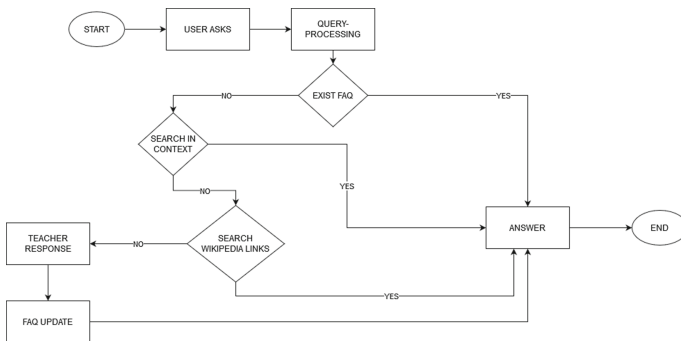 START
USER ASKS
QUERY-
PROCESSING
EXIST FAQ
NO
YES
SEARCH IN
CONTEXT
YES
NO
SEARCH
WIKIPEDIA LINKS
ANSWER
END
TEACHER
RESPONSE
NO
YES
FAQ UPDATE